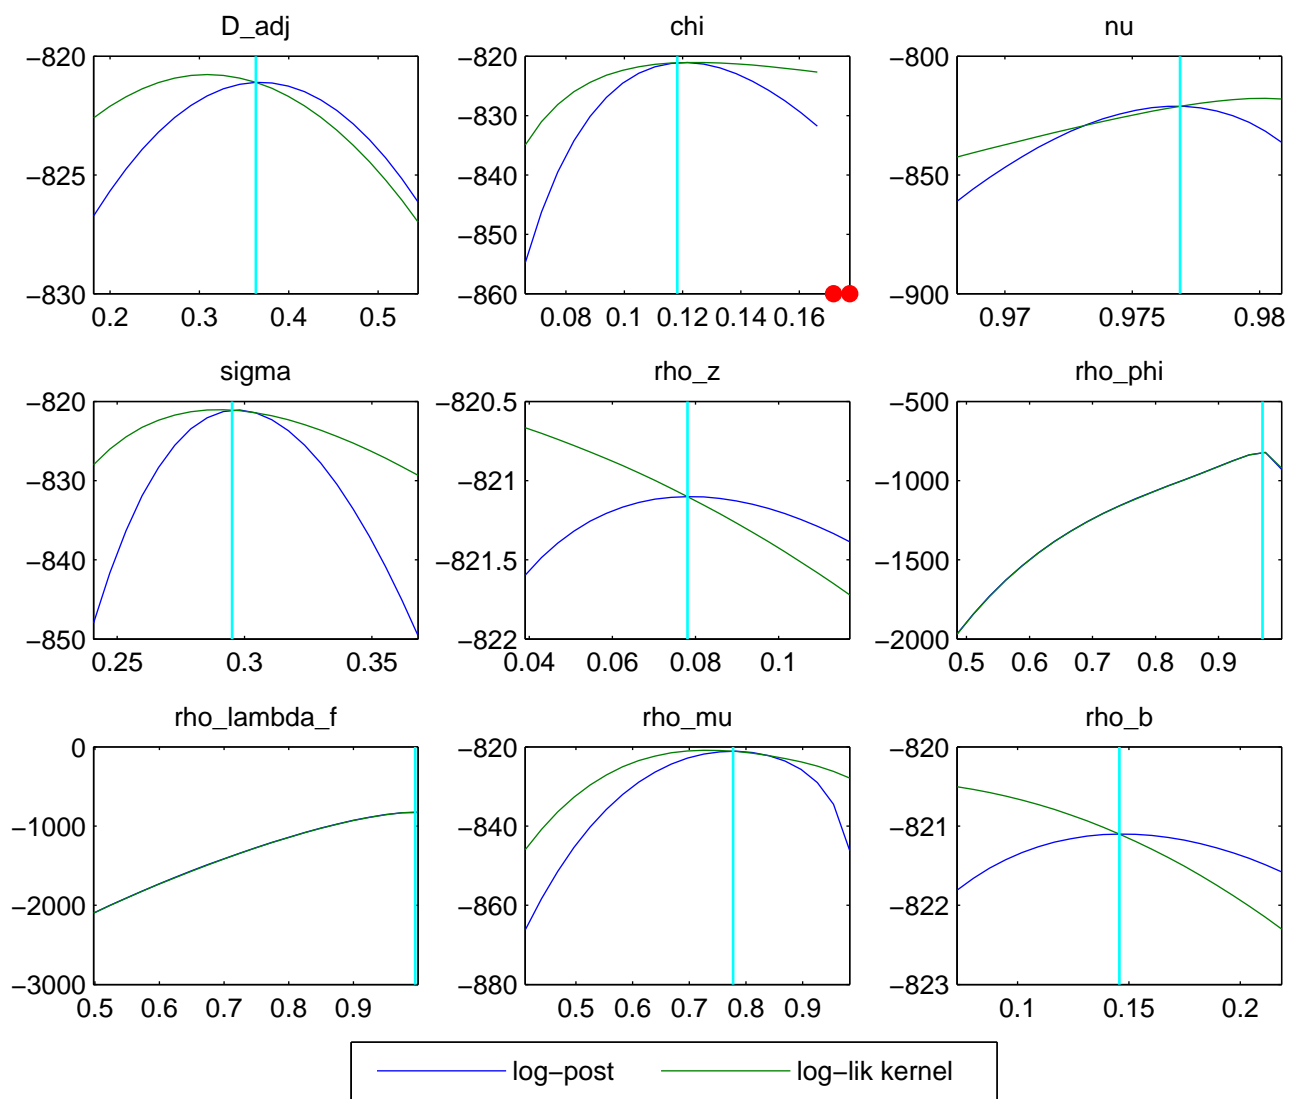 D_adj
chi
nu
−820
−825
−830
0.2 0.3 0.4 0.5
−820
−830
−840
−850
−860
0.08 0.1 0.12 0.14 0.16
−800
−850
−900
0.97 0.975 0.98
sigma
rho_z
rho_phi
−820
−830
−840
−850
0.25 0.3 0.35
−820.5
−821
−821.5
−822
0.04 0.06 0.08 0.1
−500
−1000
−1500
−2000
0.5 0.6 0.7 0.8 0.9
rho_lambda_f
rho_mu
rho_b
0
−1000
−2000
−3000
0.5 0.6 0.7 0.8 0.9
−820
−840
−860
−880
0.5 0.6 0.7 0.8 0.9
−820
−821
−822
−823
0.1 0.15 0.2
log−post log−lik kernel